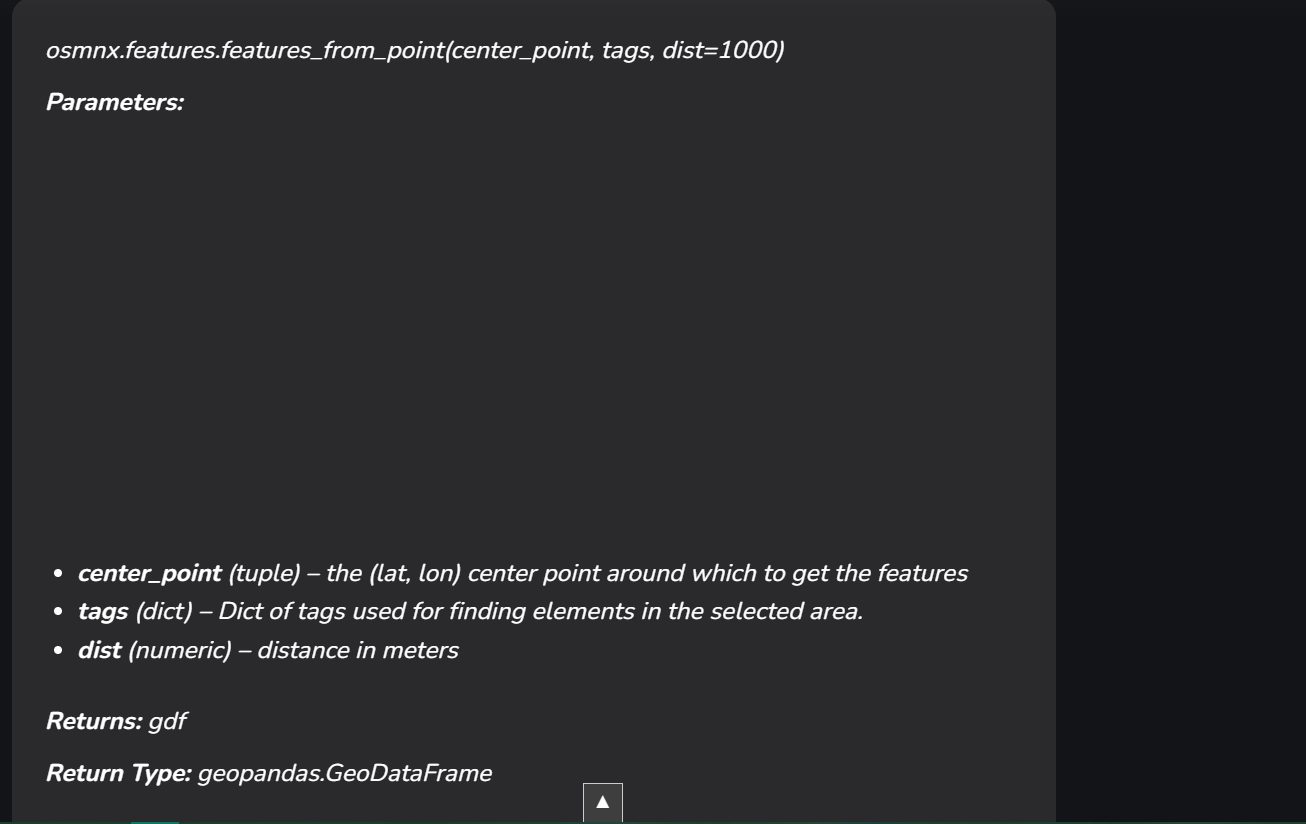 osmnx.features.features_from_point(center_point, tags, dist=1000)
Parameters:
• center_point (tuple) – the (lat, lon) center point around which to get the features
• tags (dict) – Dict of tags used for finding elements in the selected area.
• dist (numeric) – distance in meters
Returns: gdf
Return Type: geopandas.GeoDataFrame
▲